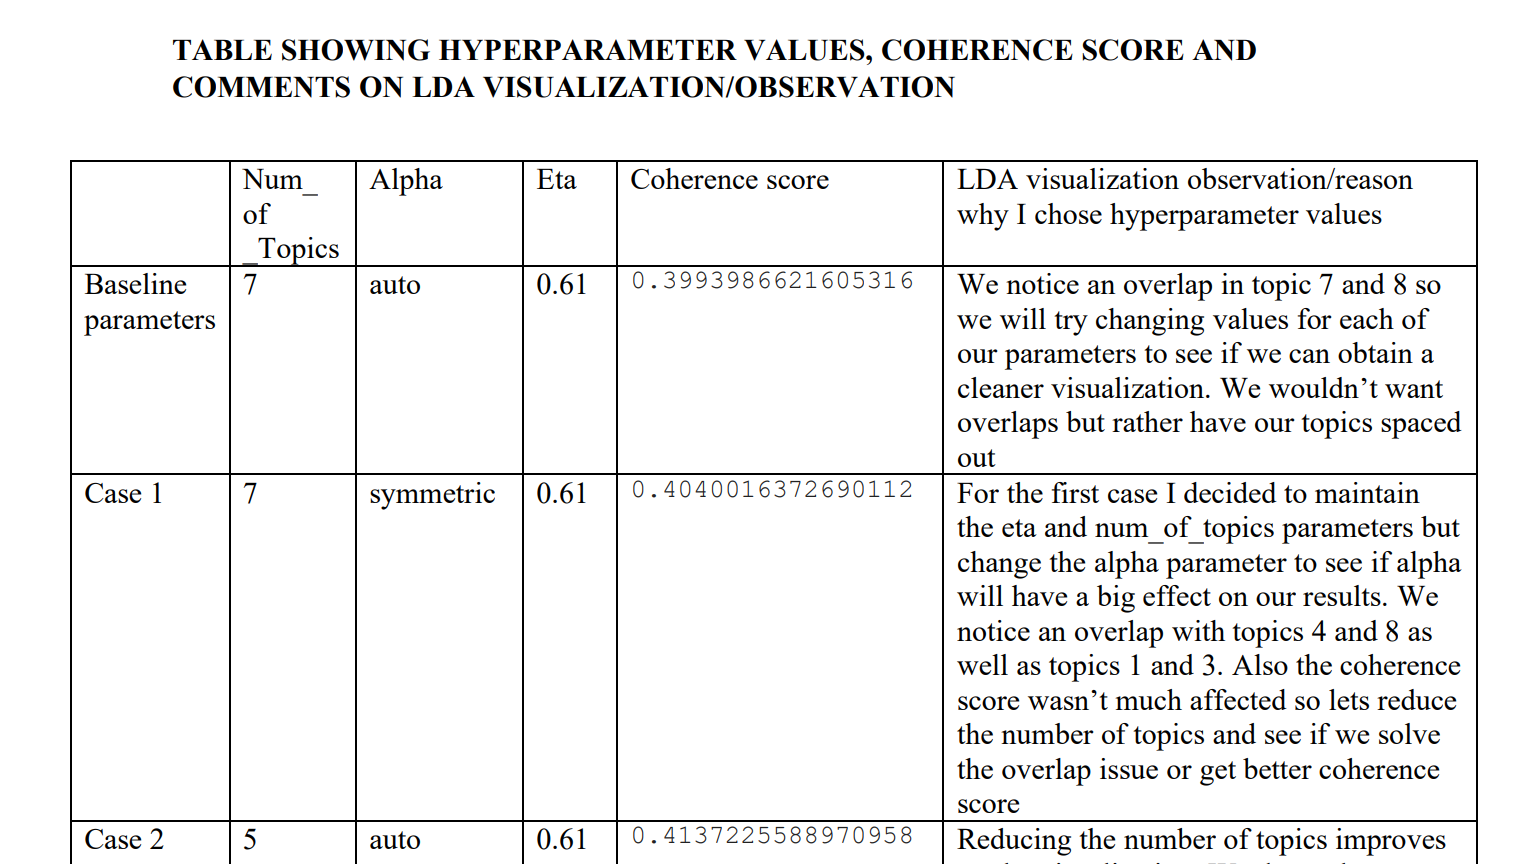 TABLE SHOWING HYPERPARAMETER VALUES, COHERENCE SCORE AND
COMMENTS ON LDA VISUALIZATION/OBSERVATION
Num_
of
_Topics
Alpha
Eta
Coherence score
LDA visualization observation/reason
why I chose hyperparameter values
Baseline
parameters
7
auto
0.61
0.3993986621605316
We notice an overlap in topic 7 and 8 so
we will try changing values for each of
our parameters to see if we can obtain a
cleaner visualization. We wouldn’t want
overlaps but rather have our topics spaced
out
Case 1
7
symmetric
0.61
0.4040016372690112
For the first case I decided to maintain
the eta and num_of_topics parameters but
change the alpha parameter to see if alpha
will have a big effect on our results. We
notice an overlap with topics 4 and 8 as
well as topics 1 and 3. Also the coherence
score wasn’t much affected so lets reduce
the number of topics and see if we solve
the overlap issue or get better coherence
score
Case 2
5
auto
0.61
0.4137225588970958
Reducing the number of topics improves